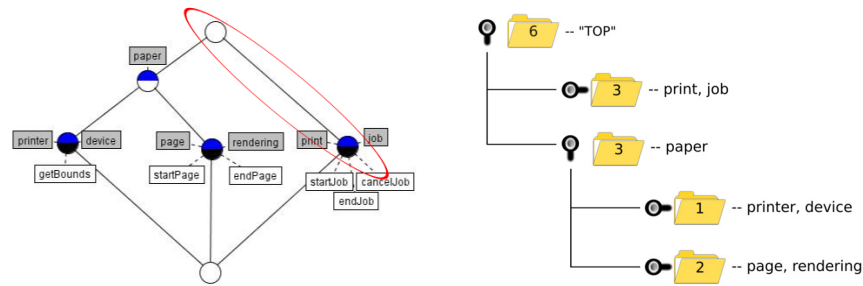 paper
printer
device
getBounds
page
rendering
startPage
endPage
print
job
startJob
cancelJob
endJob
6 -- "TOP"
3 -- print, job
3 -- paper
1 -- printer, device
2 -- page, rendering